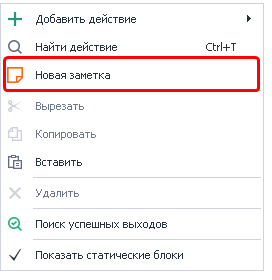 Добавить действие
Найти действие Ctrl+T
Новая заметка
Вырезать
Копировать
Вставить
Удалить
Поиск успешных выходов
Показать статические блоки